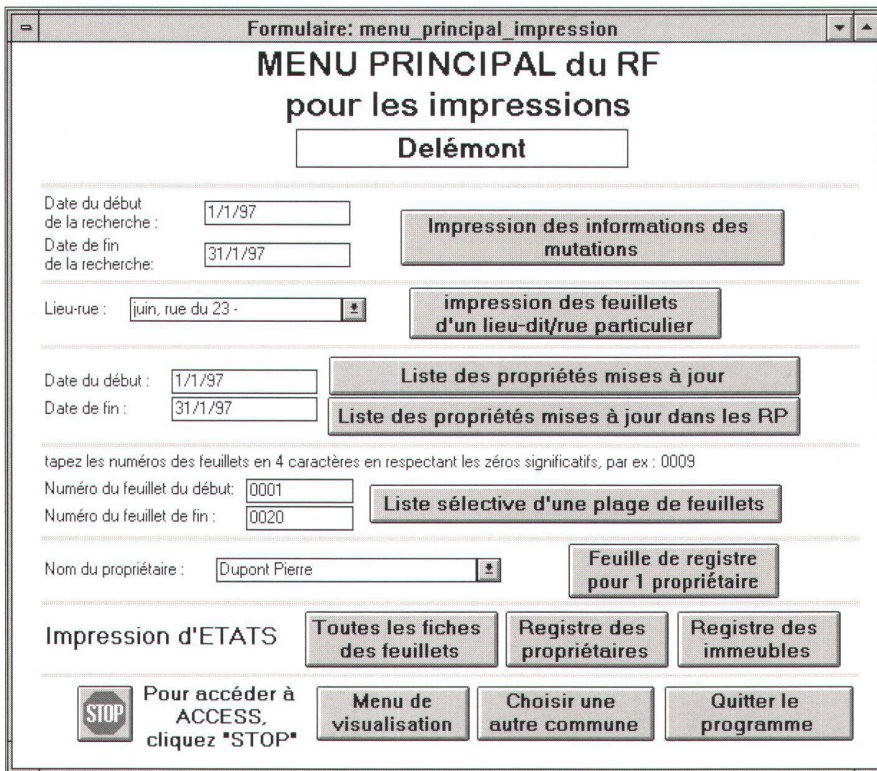 Formulaire: menu_principal_impression
MENU PRINCIPAL du RF
pour les impressions
Delémont
Date du début
de la recherche :
1/1/97
Date de fin
de la recherche:
31/1/97
Impression des informations des
mutations
Lieu-rue :
juin, rue du 23 -
impression des feuillets
d'un lieu-dit/rue particulier
Date du début :
1/1/97
Liste des propriétés mises à jour
Date de fin :
31/1/97
Liste des propriétés mises à jour dans les RP
tapez les numéros des feuillets en 4 caractères en respectant les zéros significatifs, par ex : 0009
Numéro du feuillet du début:
0001
Numéro du feuillet de fin :
0020
Liste sélective d'une plage de feuillets
Nom du propriétaire :
Dupont Pierre
Feuille de registre
pour 1 propriétaire
Impression d'ETATS
Toutes les fiches
des feuillets
Registre des
propriétaires
Registre des
immeubles
STOP
Pour accéder à
ACCESS,
cliquez "STOP"
Menu de
visualisation
Choisir une
autre commune
Quitter le
programme